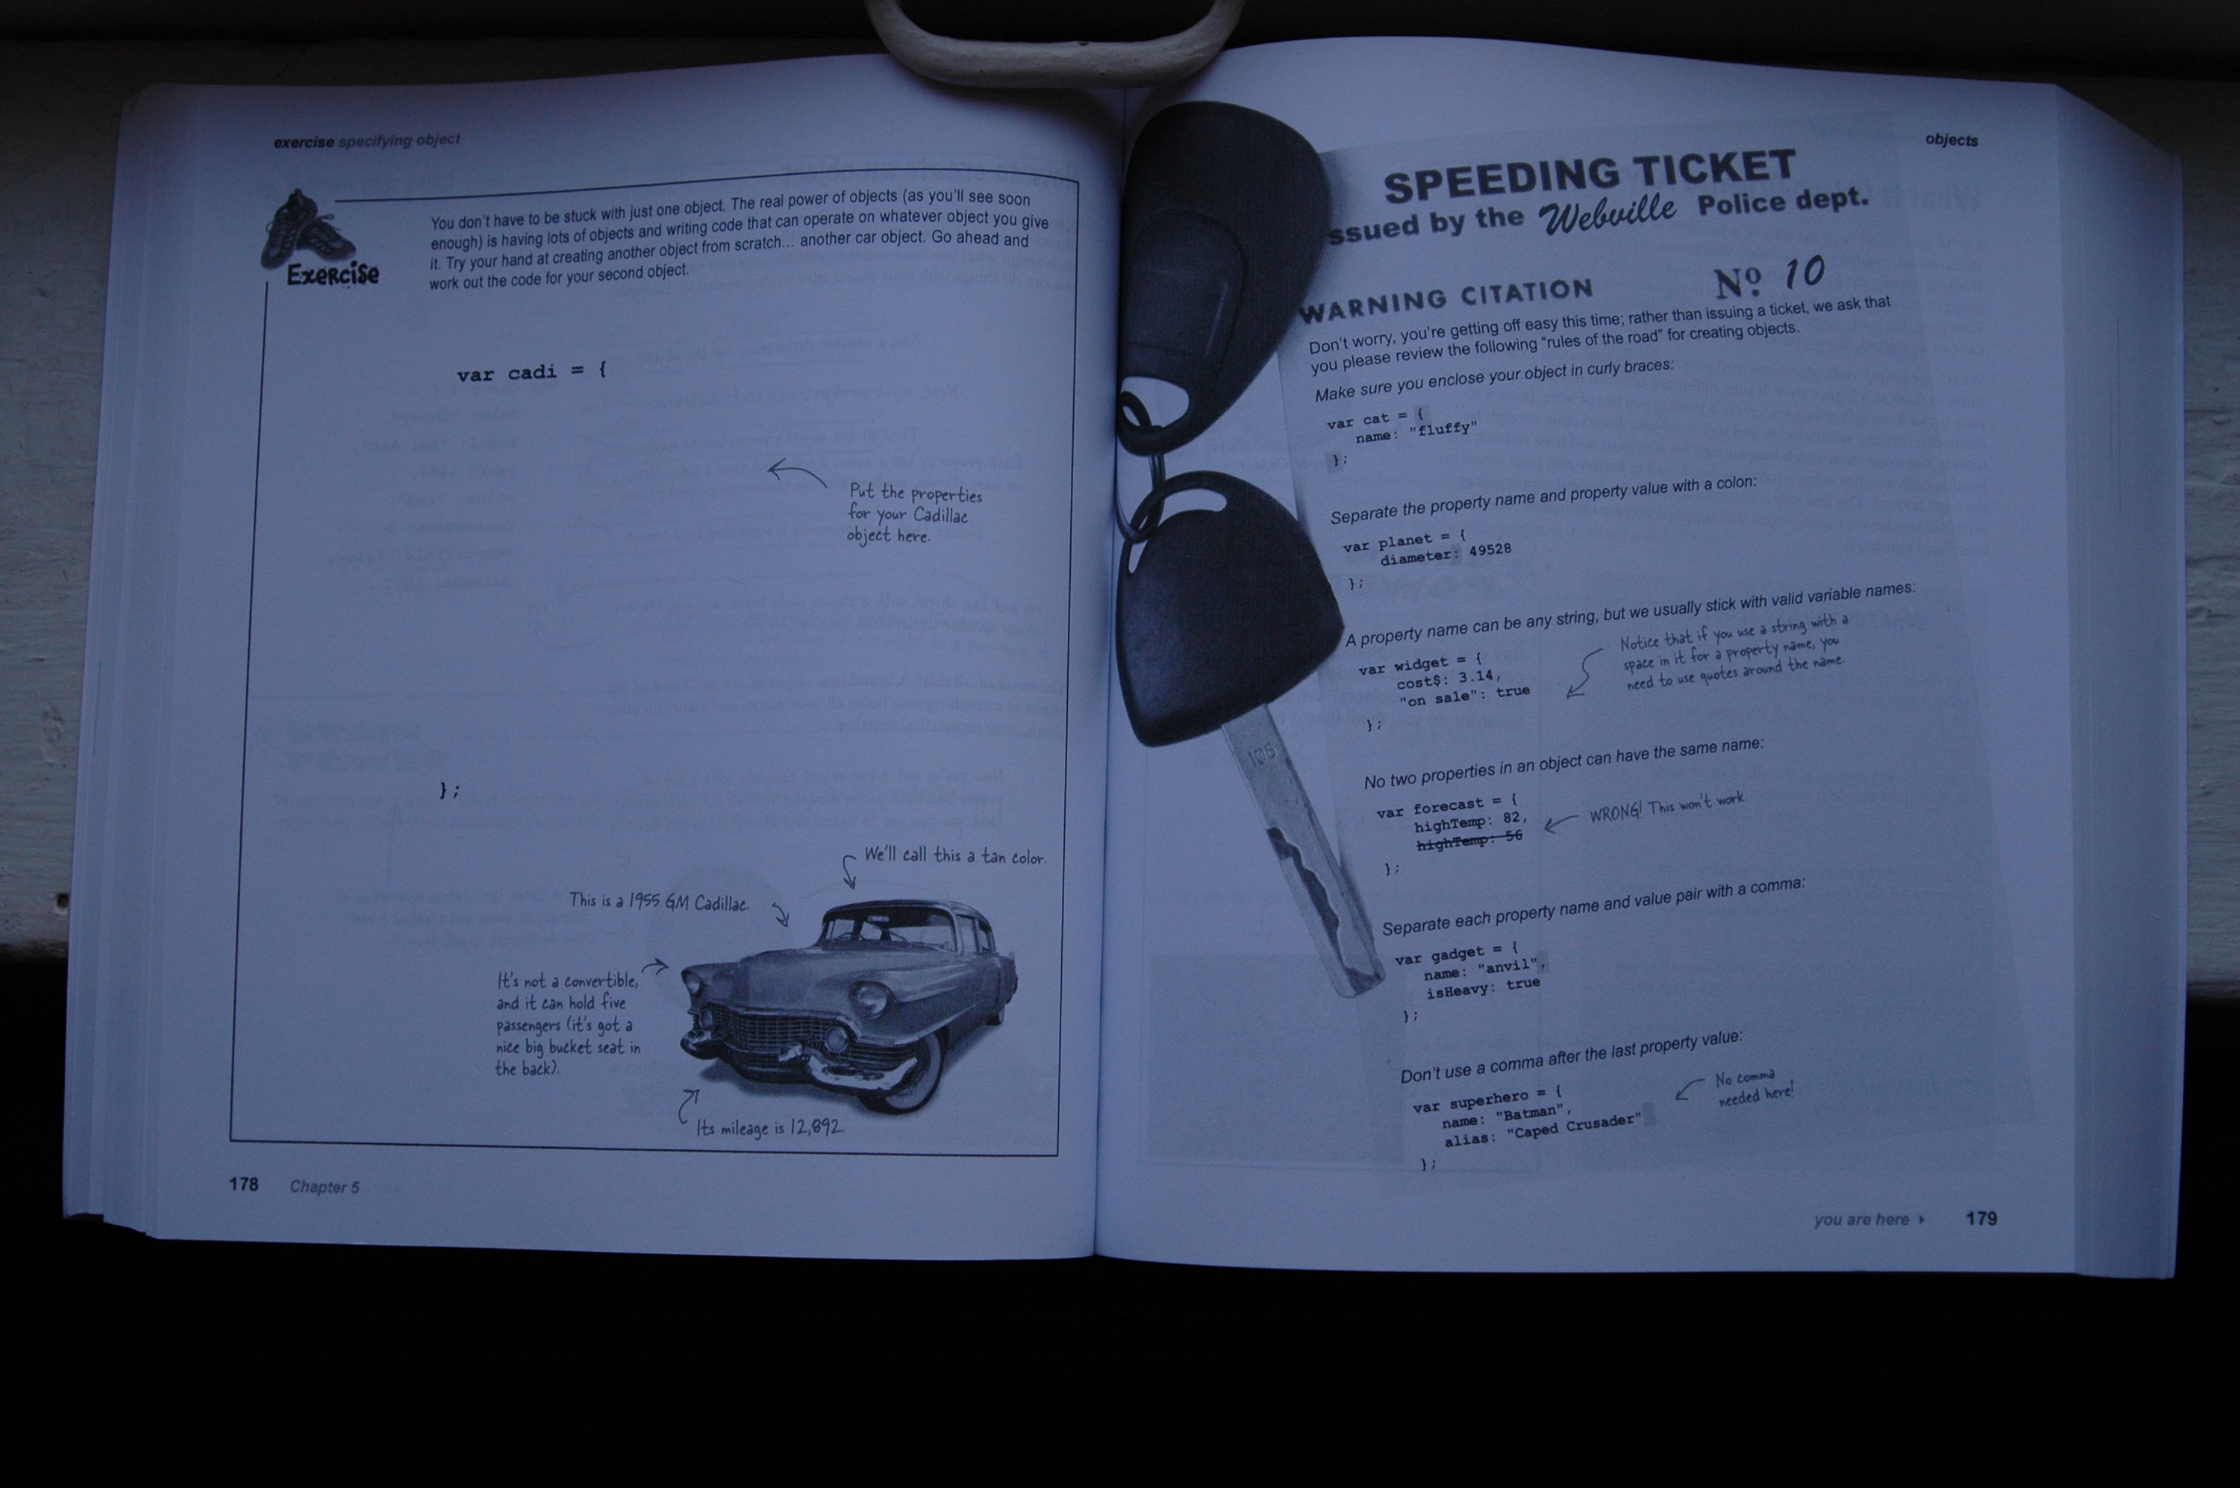 exercise specifying object
You don't have to be stuck with just one object. The real power of objects (as you'll see soon
enough) is having lots of objects and writing code that can operate on whatever object you give
it. Try your hand at creating another object from scratch... another car object. Go ahead and
work out the code for your second object.
Exercise
var cadi = {
Put the properties
for your Cadillac
object here.
};
We'll call this a tan color.
This is a 1955 GM Cadillac.
It's not a convertible,
and it can hold five
passengers (it's got a
nice big bucket seat in
the back).
Its mileage is 12,892.
178 Chapter 5
objects
SPEEDING TICKET
ssued by the Webville Police dept.
WARNING CITATION Nº 10
Don't worry, you're getting off easy this time; rather than issuing a ticket, we ask that
you please review the following "rules of the road" for creating objects.
Make sure you enclose your object in curly braces:
var cat = {
name: "fluffy"
};
Separate the property name and property value with a colon:
var planet = {
diameter: 49528
};
A property name can be any string, but we usually stick with valid variable names:
var widget = {
cost$: 3.14,
"on sale": true
};
Notice that if you use a string with a
space in it for a property name, you
need to use quotes around the name.
No two properties in an object can have the same name:
var forecast = {
highTemp: 82,
highTemp: 56
};
WRONG! This won't work.
Separate each property name and value pair with a comma:
var gadget = {
name: "anvil",
isHeavy: true
};
Don't use a comma after the last property value:
var superhero = {
name: "Batman",
alias: "Caped Crusader"
};
No comma
needed here!
you are here 179
106